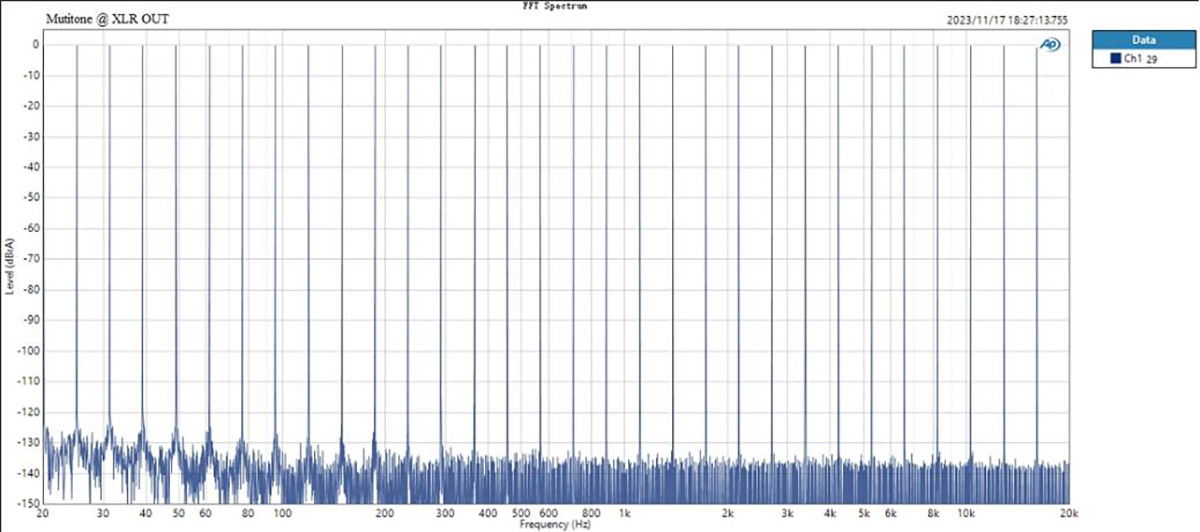 FFT Spectrum
Mutitone @ XLR OUT
2023/11/17 18:27:13.755
Data
Ch1 29
AP
0
-10
-20
-30
-40
-50
-60
-70
-80
-90
-100
-110
-120
-130
-140
-150
Level (dBrA)
20 30 40 50 60 80 100 200 300 400 500 600 800 1k 2k 3k 4k 5k 6k 8k 10k 20k
Frequency (Hz)